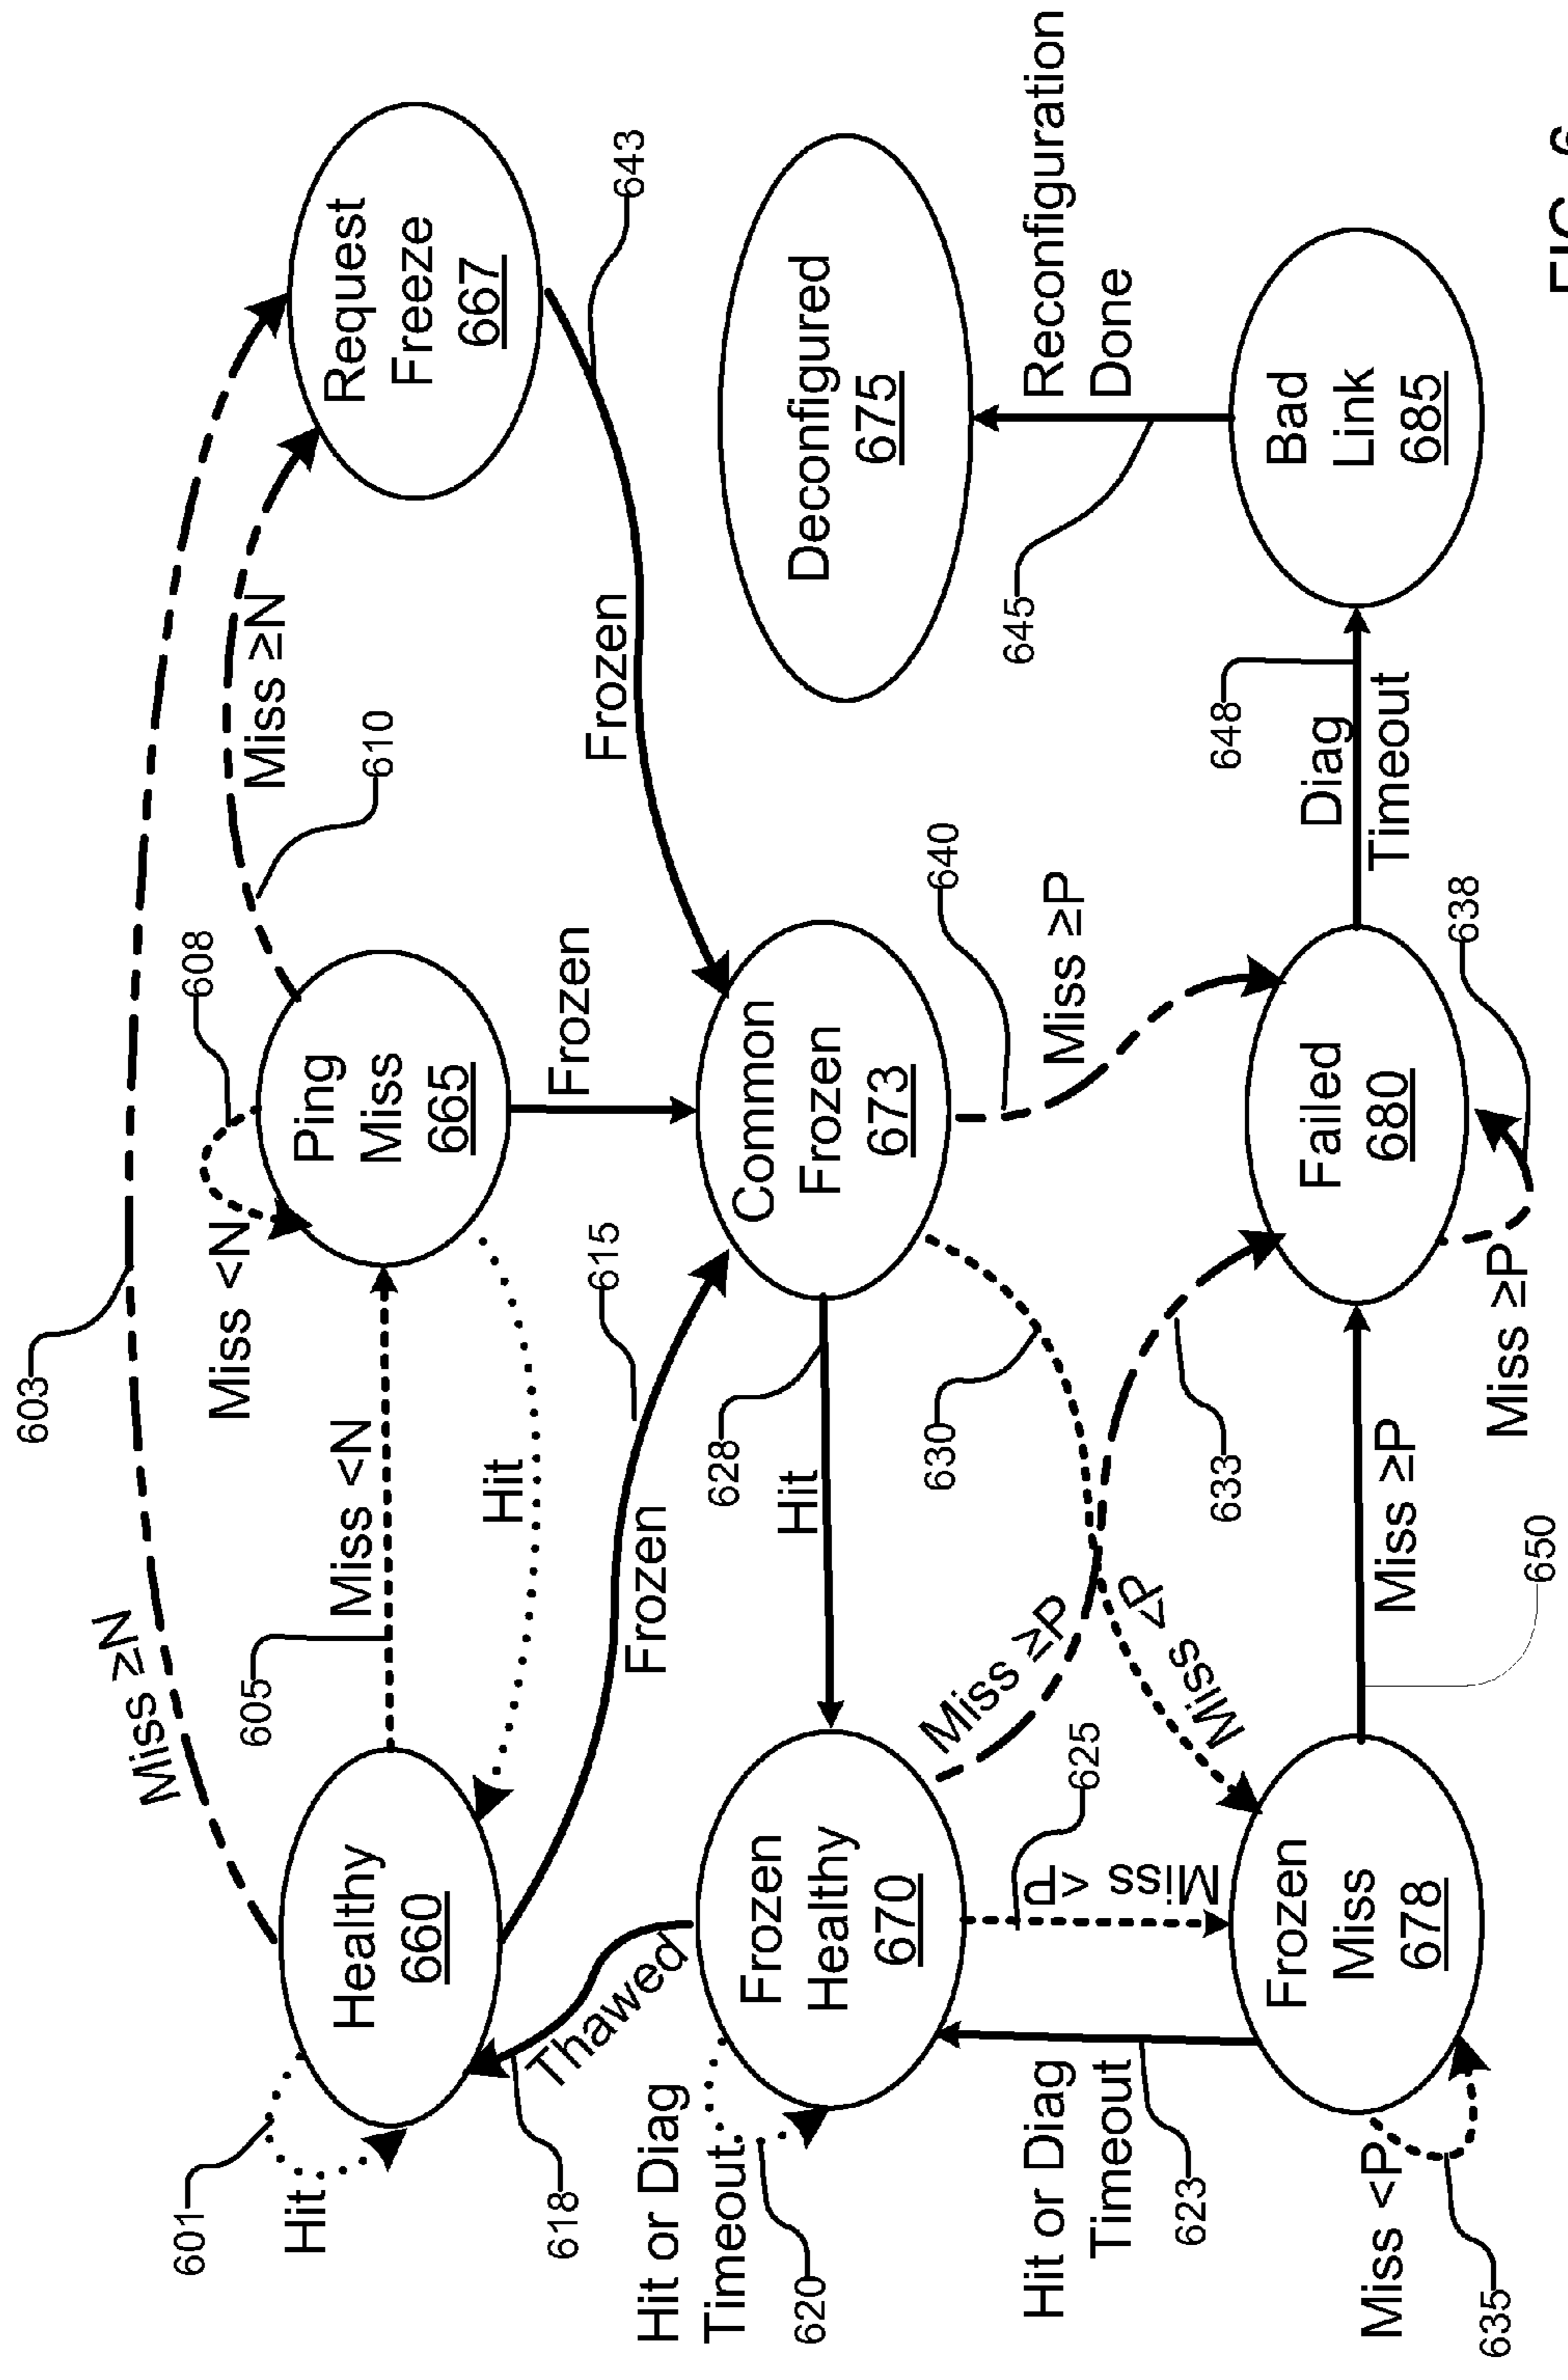 603
Miss ≥N
608
Miss <N
610
Miss ≥N
Request
Freeze
667
601
Hit
Healthy
660
605
Miss <N
Ping
Miss
665
Hit
615
Frozen
Frozen
Frozen
643
618
Thawed
Hit or Diag
Timeout
620
Frozen
Healthy
670
628
Hit
Common
Frozen
673
Deconfigured
675
Miss ≥P
625
Miss <P
630
Miss <P
633
640
Miss ≥P
645
Reconfiguration
Done
Hit or Diag
Timeout
623
Miss <P
635
Frozen
Miss
678
Miss ≥P
650
Failed
680
Miss ≥P
638
648
Diag
Timeout
Bad
Link
685
FIG.